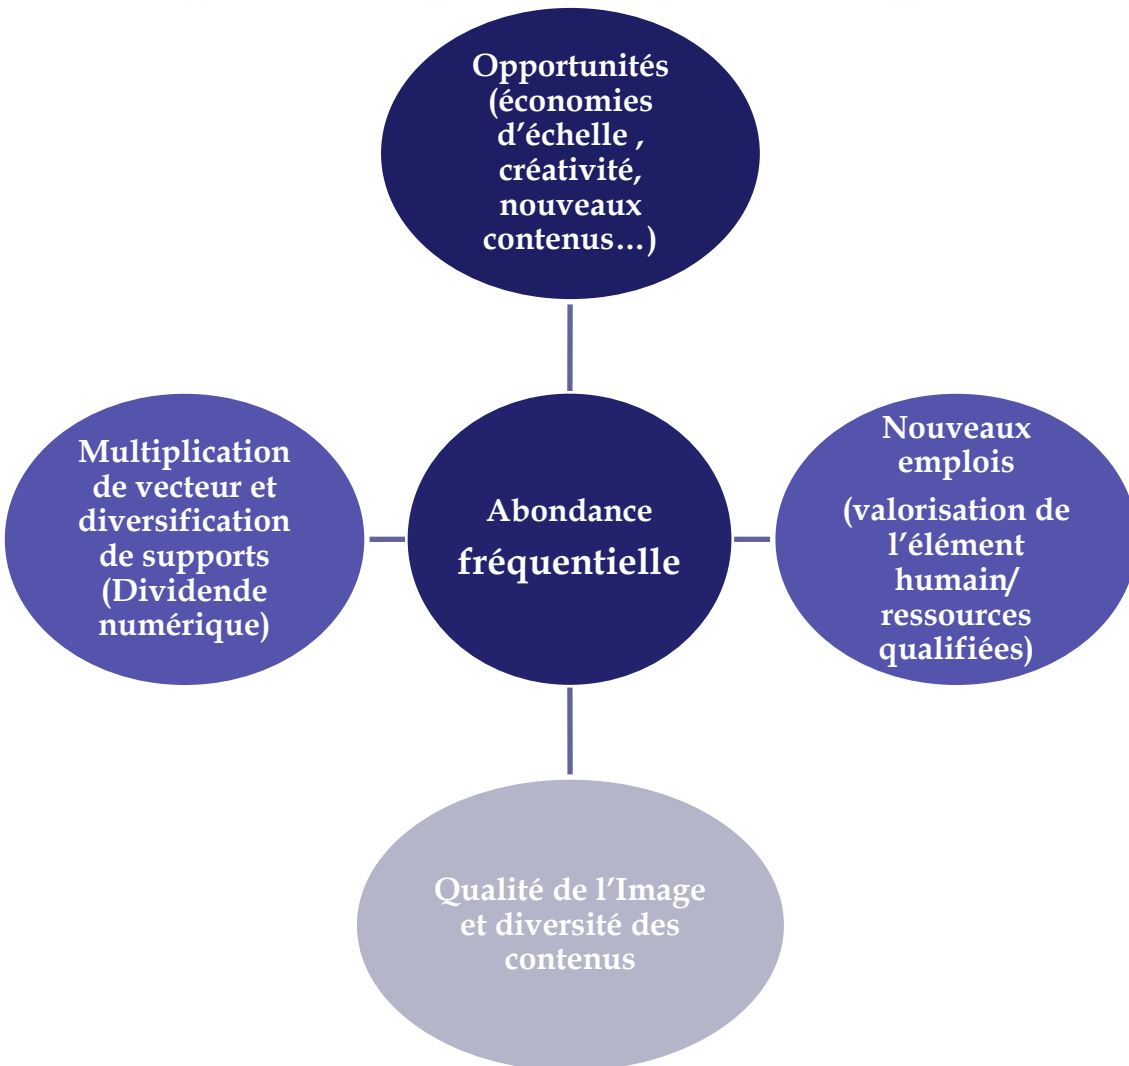 Opportunités
(économies
d’échelle ,
créativité,
nouveaux
contenus…)
Multiplication
de vecteur et
diversification
de supports
(Dividende
numérique)
Abondance
fréquentielle
Nouveaux
emplois
(valorisation de
l’élément
humain/
ressources
qualifiées)
Qualité de l’Image
et diversité des
contenus